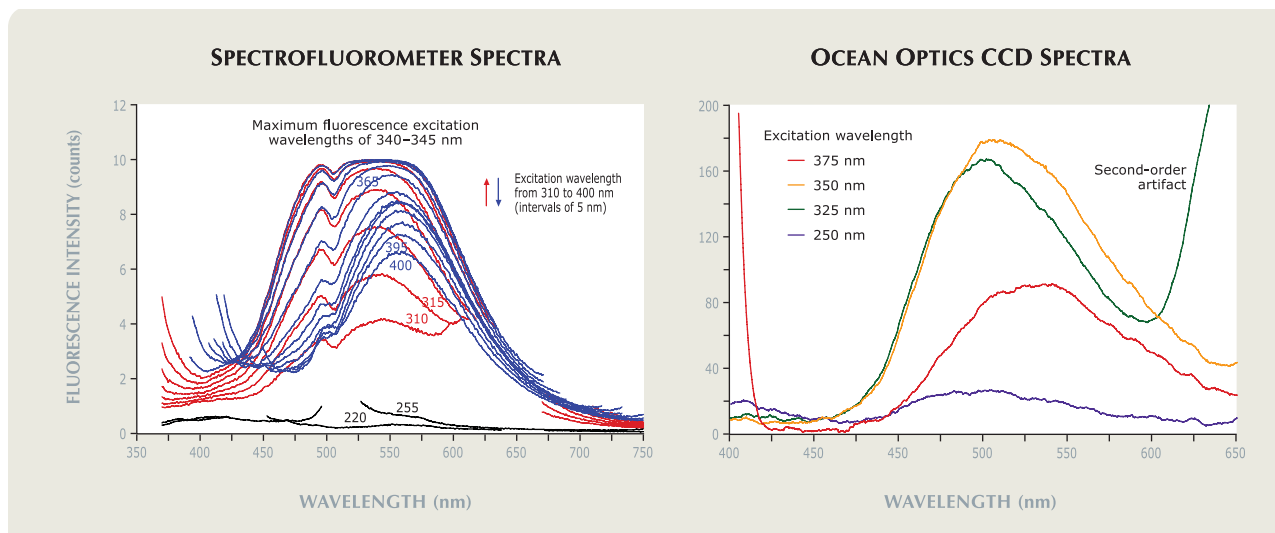 SPECTROFLUOROMETER SPECTRA
FLUORESCENCE INTENSITY (counts)
12
10
8
6
4
2
0
Maximum fluorescence excitation
wavelengths of 340–345 nm
Excitation wavelength
from 310 to 400 nm
(intervals of 5 nm)
365
395
400
315
310
255
220
350
400
450
500
550
600
650
700
750
WAVELENGTH (nm)
OCEAN OPTICS CCD SPECTRA
200
160
120
80
40
0
Excitation wavelength
375 nm
350 nm
325 nm
250 nm
Second-order
artifact
400
450
500
550
600
650
WAVELENGTH (nm)